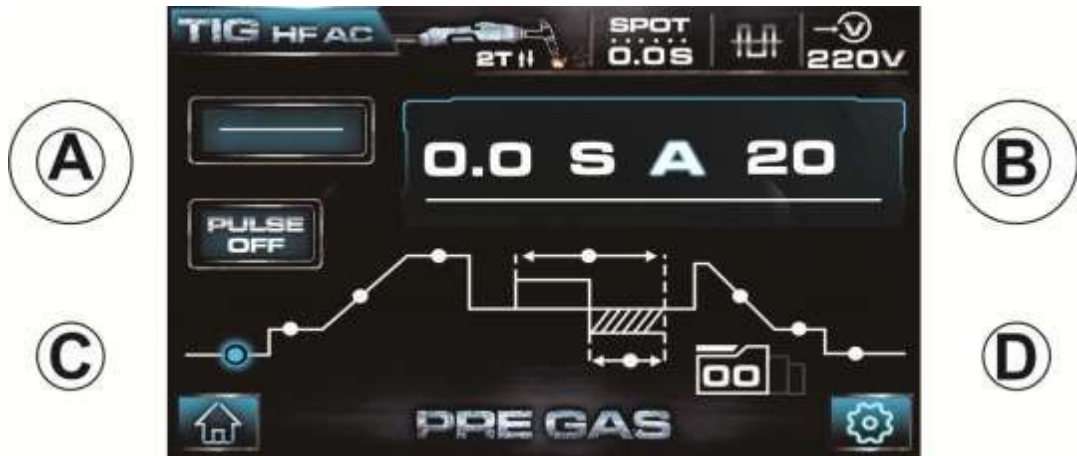 TIG HF AC
2T
SPOT
0.0S
V
220V
A
0.0 S A 20
B
PULSE
OFF
C
D
00
PRE GAS